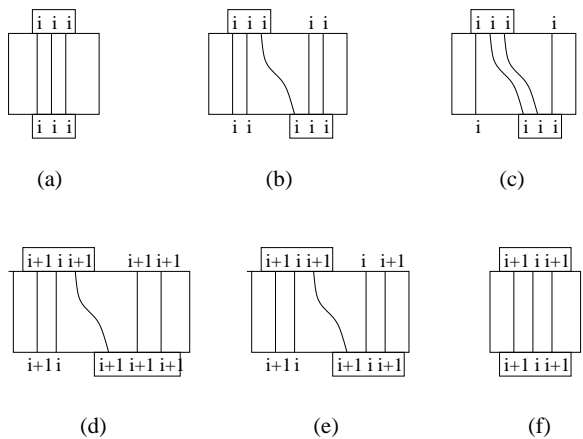 i i i i i i i i i i
i i i i i i i i i i
(a) (b) (c)
i+1 i i+1 i+1 i+1 i+1 i i+1 i i+1 i+1 i i+1
i+1 i i+1 i+1 i+1 i+1 i i+1 i i+1 i+1 i i+1
(d) (e) (f)